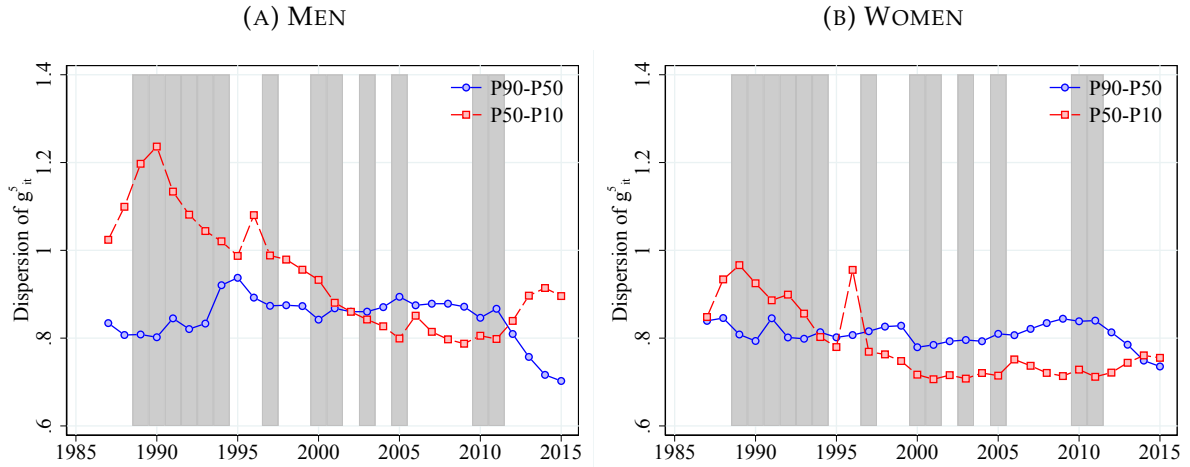 (A) MEN
Dispersion of g⁵ᵢₜ
1.4
1.2
1
.8
.6
P90-P50
P50-P10
1985 1990 1995 2000 2005 2010 2015
(B) WOMEN
Dispersion of g⁵ᵢₜ
1.4
1.2
1
.8
.6
P90-P50
P50-P10
1985 1990 1995 2000 2005 2010 2015